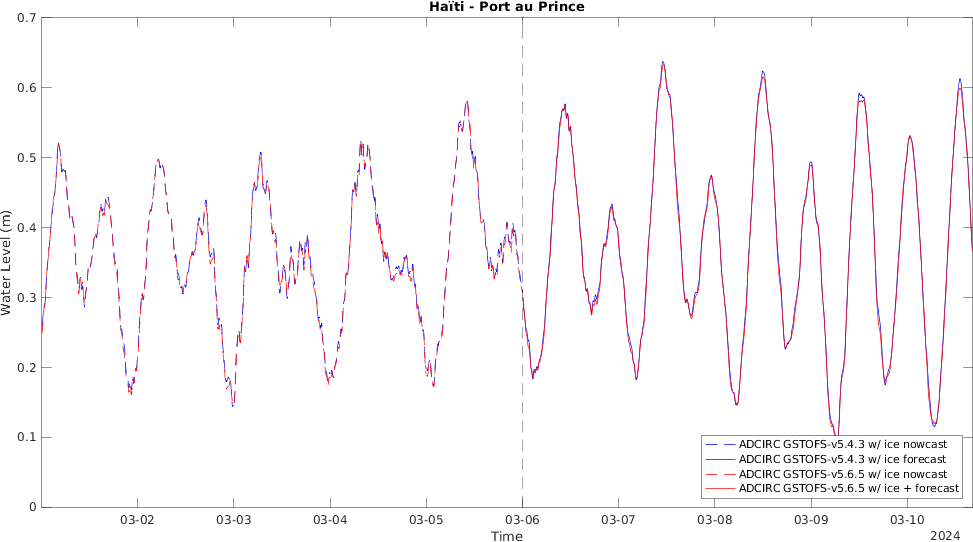 Haïti - Port au Prince
0.7
0.6
0.5
0.4
0.3
0.2
0.1
0
Water Level (m)
03-02 03-03 03-04 03-05 03-06 03-07 03-08 03-09 03-10
Time
2024
ADCIRC GSTOFS-v5.4.3 w/ ice nowcast
ADCIRC GSTOFS-v5.4.3 w/ ice forecast
ADCIRC GSTOFS-v5.6.5 w/ ice nowcast
ADCIRC GSTOFS-v5.6.5 w/ ice + forecast